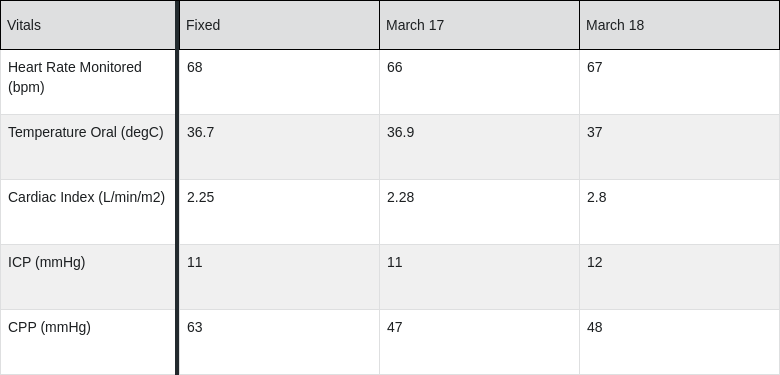 Vitals Fixed March 17 March 18
Heart Rate Monitored 68 66 67
(bpm)
Temperature Oral (degC) 36.7 36.9 37
Cardiac Index (L/min/m2) 2.25 2.28 2.8
ICP (mmHg) 11 11 12
CPP (mmHg) 63 47 48